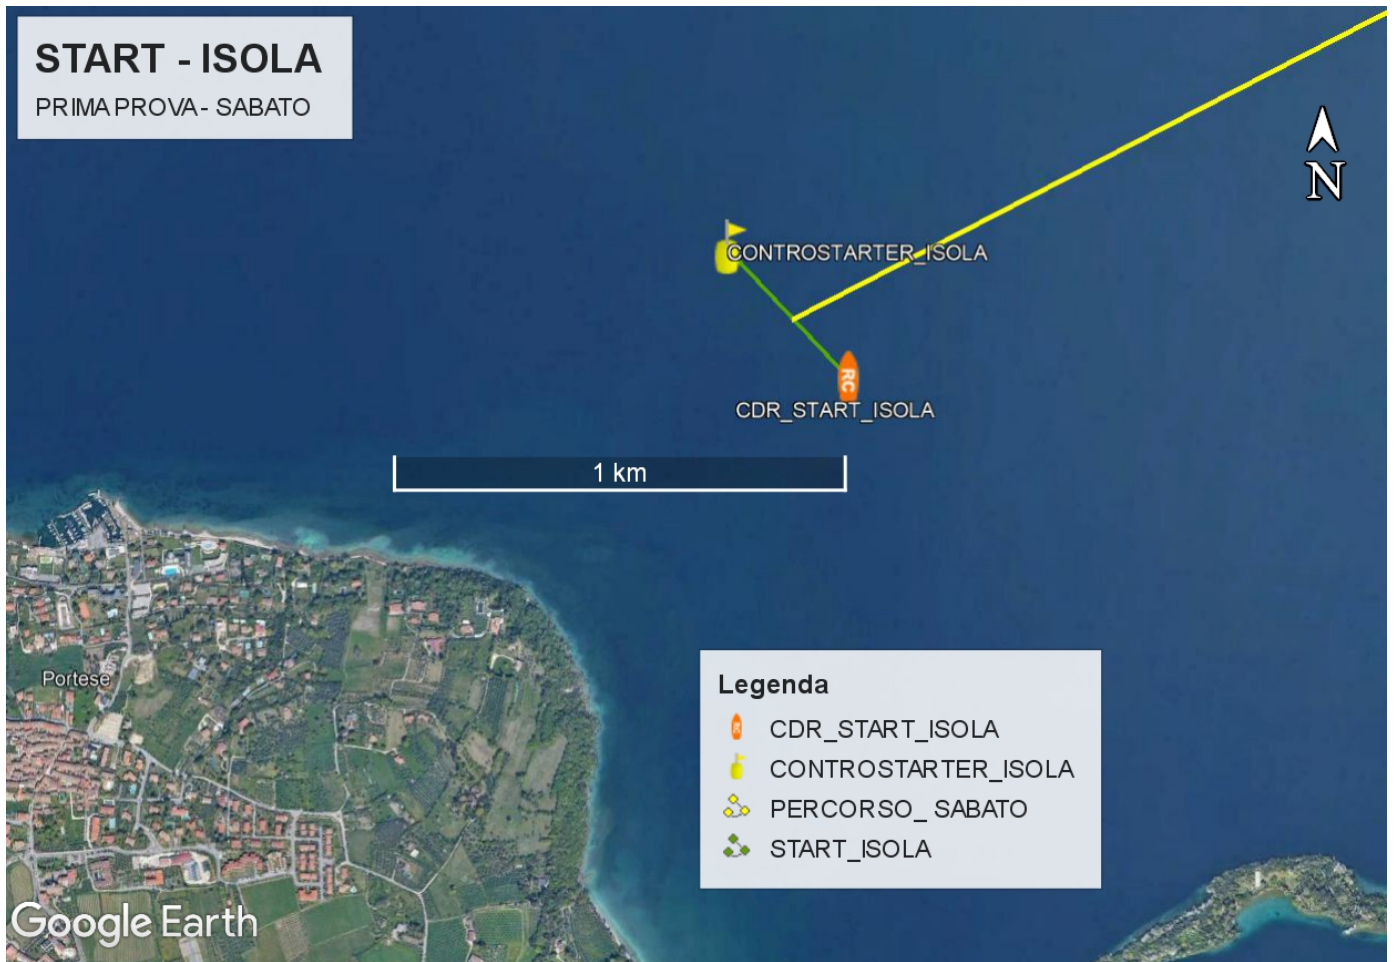 START - ISOLA
PRIMA PROVA - SABATO
N
CONTROSTARTER_ISOLA
RC
CDR_START_ISOLA
1 km
Portese
Legenda
RC CDR_START_ISOLA
CONTROSTARTER_ISOLA
PERCORSO_ SABATO
START_ISOLA
Google Earth